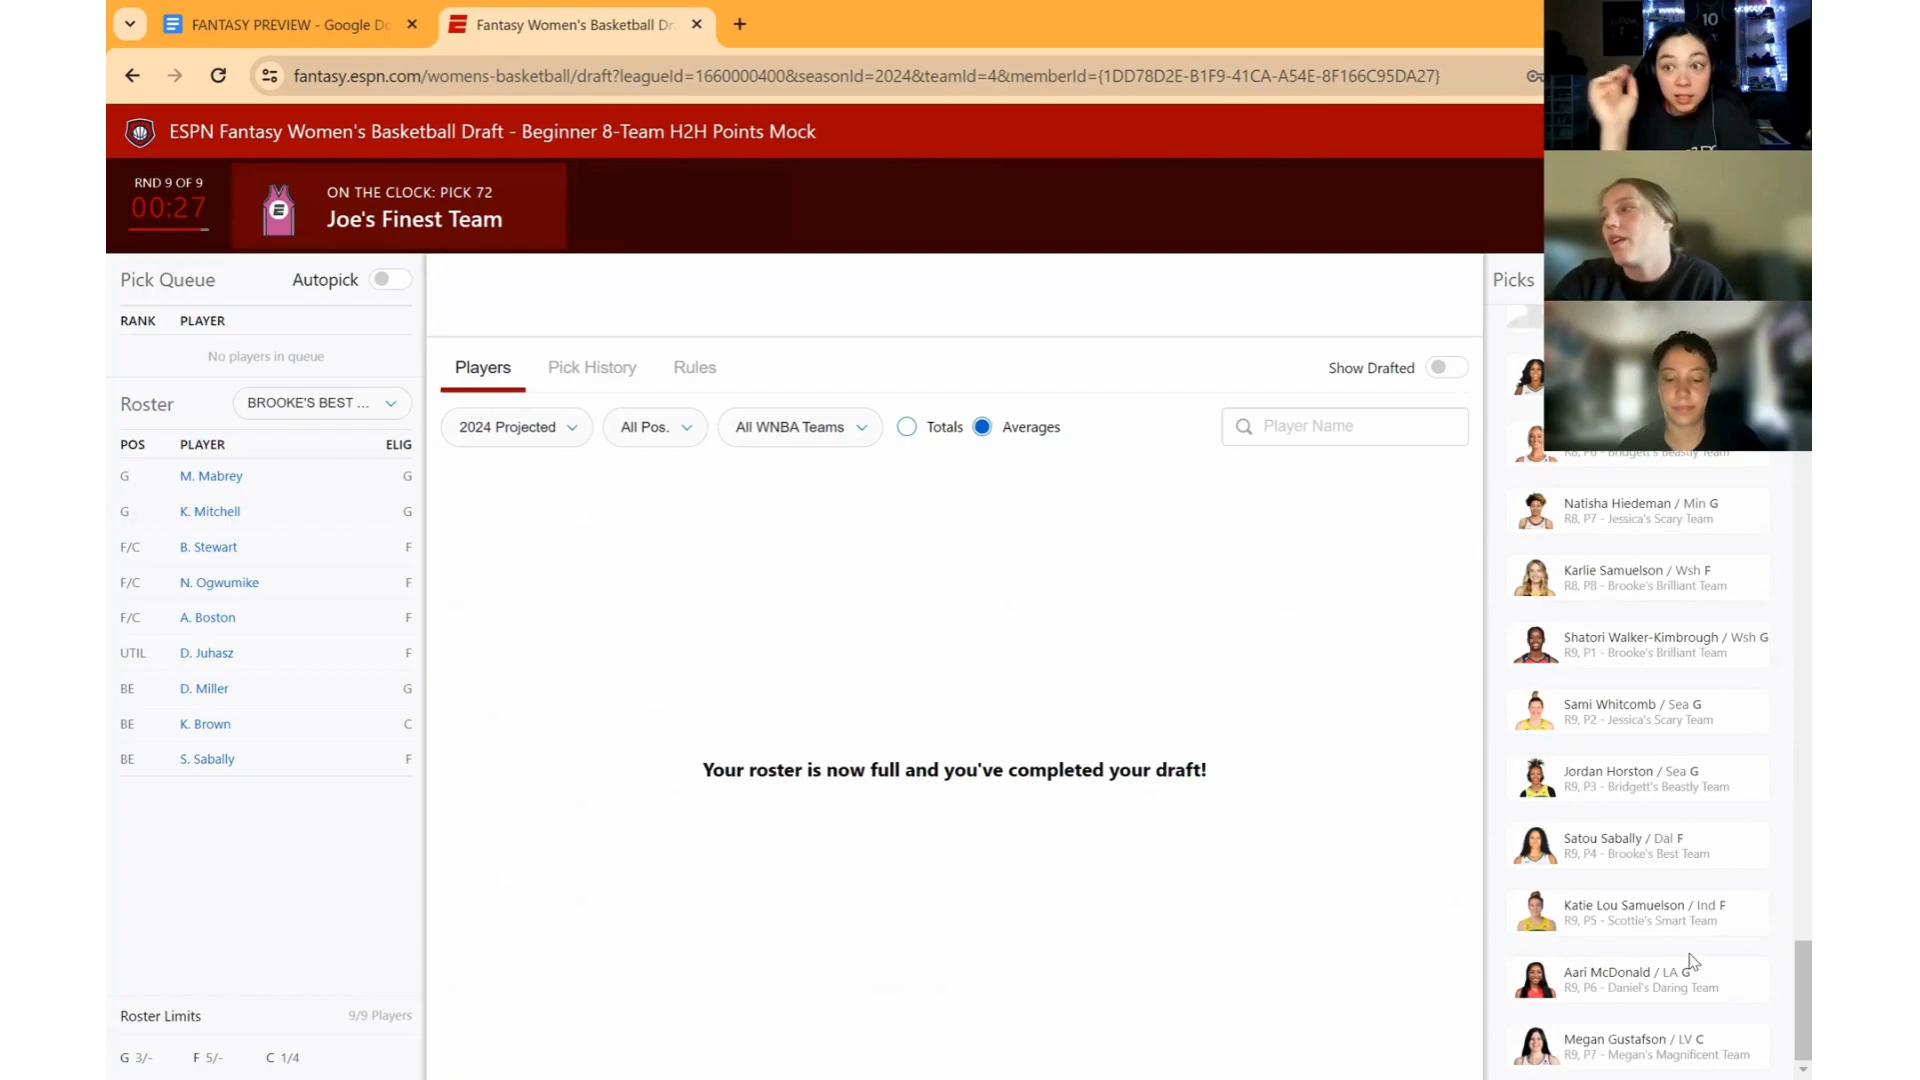 FANTASY PREVIEW - Google Do
Fantasy Women's Basketball Dr
fantasy.espn.com/womens-basketball/draft?leagueId=1660000400&seasonId=2024&teamId=4&memberId={1DD78D2E-B1F9-41CA-A54E-8F166C95DA27}
10
ESPN Fantasy Women's Basketball Draft - Beginner 8-Team H2H Points Mock
RND 9 OF 9
00:27
ON THE CLOCK: PICK 72
Joe's Finest Team
Pick Queue
Autopick
RANK PLAYER
No players in queue
Roster
BROOKE'S BEST ...
POS PLAYER ELIG
G M. Mabrey G
G K. Mitchell G
F/C B. Stewart F
F/C N. Ogwumike F
F/C A. Boston F
UTIL D. Juhasz F
BE D. Miller G
BE K. Brown C
BE S. Sabally F
Roster Limits 9/9 Players
G 3/- F 5/- C 1/4
Players Pick History Rules
Show Drafted
2024 Projected All Pos. All WNBA Teams Totals Averages
Player Name
Your roster is now full and you've completed your draft!
Picks
R8, P6 - Bridgett's Beastly Team
Natisha Hiedeman / Min G
R8, P7 - Jessica's Scary Team
Karlie Samuelson / Wsh F
R8, P8 - Brooke's Brilliant Team
Shatori Walker-Kimbrough / Wsh G
R9, P1 - Brooke's Brilliant Team
Sami Whitcomb / Sea G
R9, P2 - Jessica's Scary Team
Jordan Horston / Sea G
R9, P3 - Bridgett's Beastly Team
Satou Sabally / Dal F
R9, P4 - Brooke's Best Team
Katie Lou Samuelson / Ind F
R9, P5 - Scottie's Smart Team
Aari McDonald / LA G
R9, P6 - Daniel's Daring Team
Megan Gustafson / LV C
R9, P7 - Megan's Magnificent Team